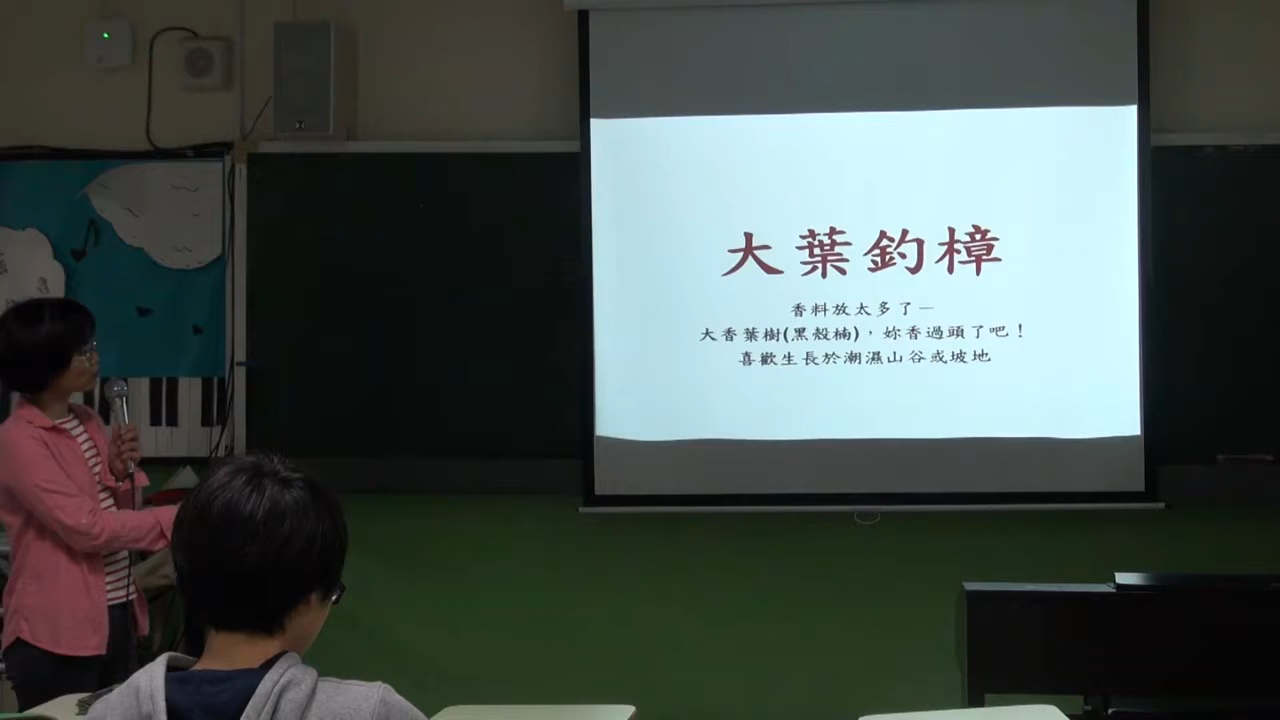 大葉釣樟
香料放太多了－
大香葉樹(黑殼楠)，妳香過頭了吧！
喜歡生長於潮濕山谷或坡地